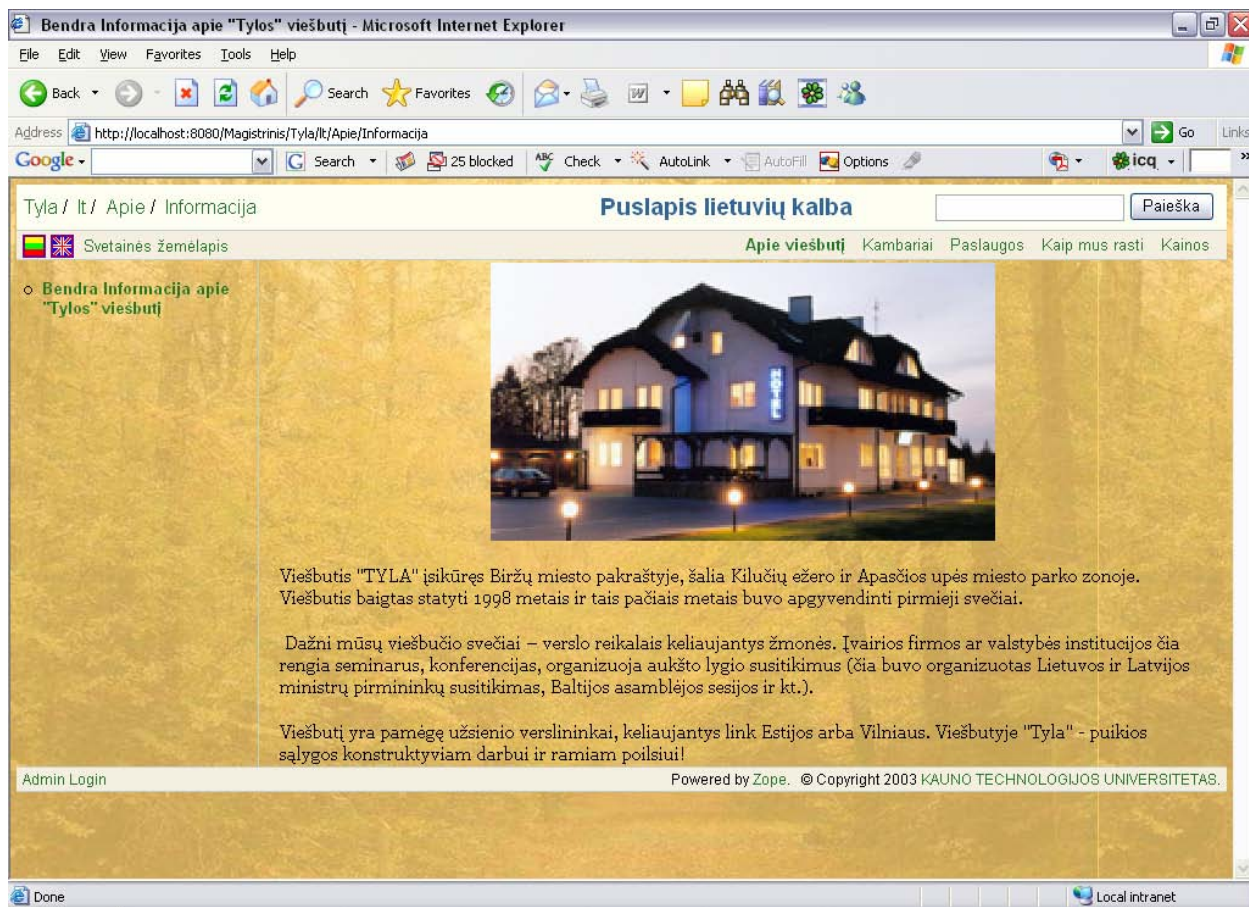 Bendra Informacija apie "Tylos" viešbutį - Microsoft Internet Explorer
File Edit View Favorites Tools Help
Back Search Favorites
Address http://localhost:8080/Magistrinis/Tyla/lt/Apie/Informacija Go Links
Google Search 25 blocked ABC Check AutoLink AutoFill Options icq »
Tyla / lt / Apie / Informacija Puslapis lietuvių kalba Paieška
Svetainės žemėlapis Apie viešbutį Kambariai Paslaugos Kaip mus rasti Kainos
Bendra Informacija apie
"Tylos" viešbutį
HOTEL
Viešbutis "TYLA" įsikūręs Biržų miesto pakraštyje, šalia Kilučių ežero ir Apasčios upės miesto parko zonoje.
Viešbutis baigtas statyti 1998 metais ir tais pačiais metais buvo apgyvendinti pirmieji svečiai.
Dažni mūsų viešbučio svečiai – verslo reikalais keliaujantys žmonės. Įvairios firmos ar valstybės institucijos čia
rengia seminarus, konferencijas, organizuoja aukšto lygio susitikimus (čia buvo organizuotas Lietuvos ir Latvijos
ministrų pirmininkų susitikimas, Baltijos asamblėjos sesijos ir kt.).
Viešbutį yra pamėgę užsienio verslininkai, keliaujantys link Estijos arba Vilniaus. Viešbutyje "Tyla" - puikios
sąlygos konstruktyviam darbui ir ramiam poilsiui!
Admin Login Powered by Zope. © Copyright 2003 KAUNO TECHNOLOGIJOS UNIVERSITETAS.
Done Local intranet